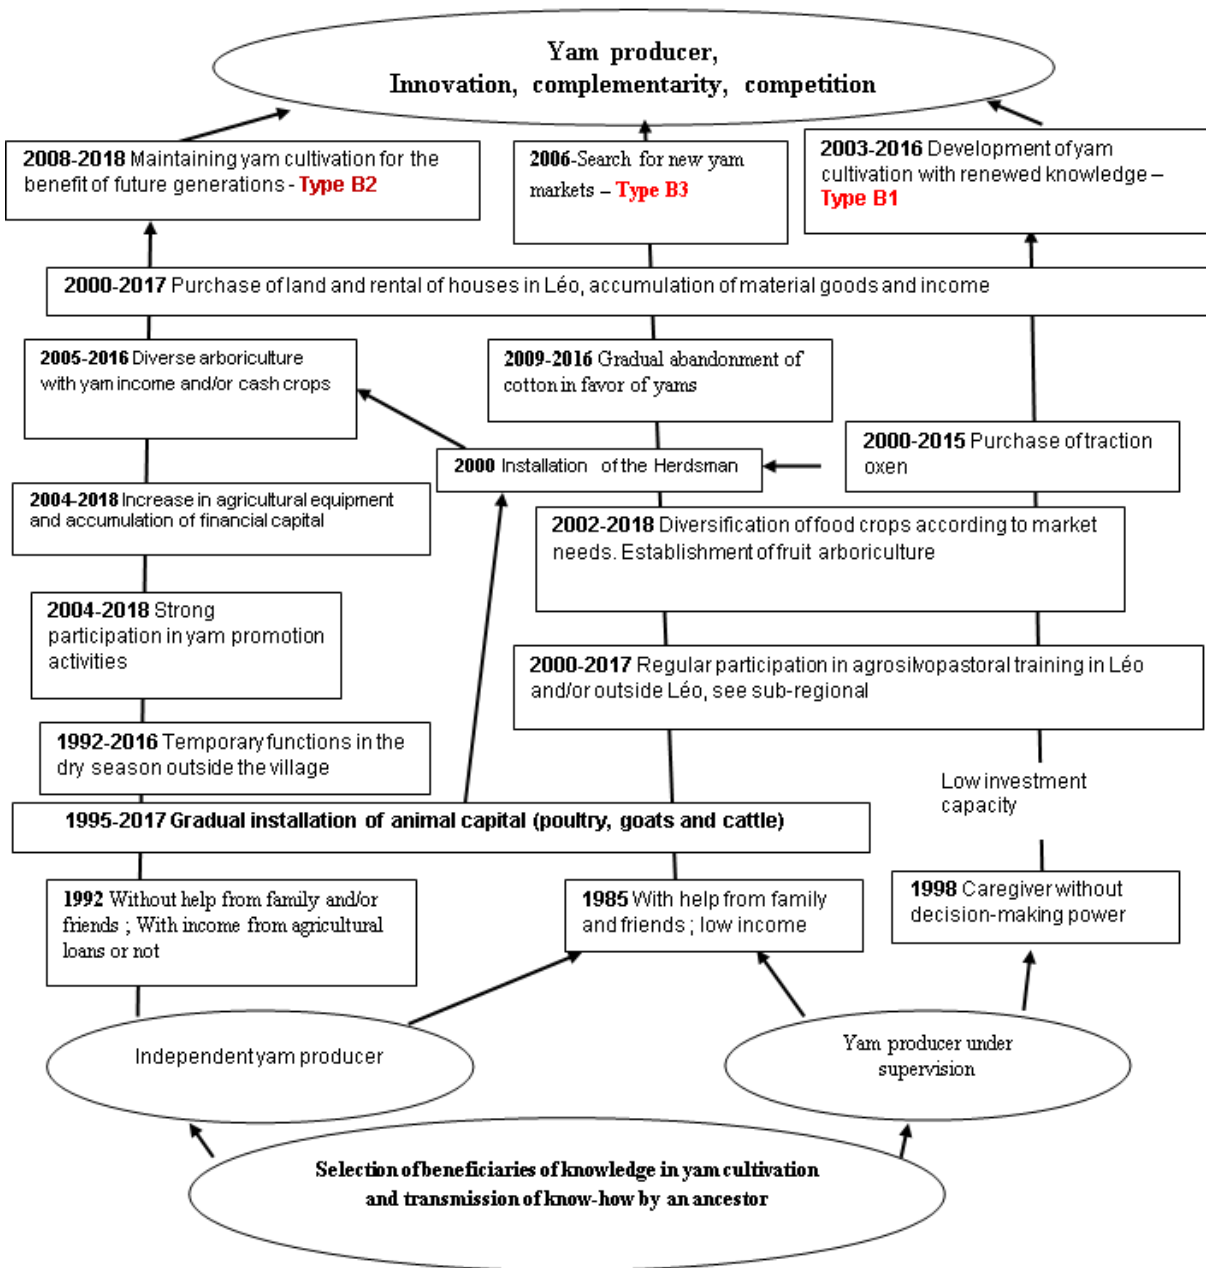 Yam producer,
Innovation, complementarity, competition
2008-2018 Maintaining yam cultivation for the
benefit of future generations - Type B2
2006-Search for new yam
markets – Type B3
2003-2016 Development of yam
cultivation with renewed knowledge –
Type B1
2000-2017 Purchase of land and rental of houses in Léo, accumulation of material goods and income
2005-2016 Diverse arboriculture
with yam income and/or cash crops
2009-2016 Gradual abandonment of
cotton in favor of yams
2000-2015 Purchase of traction
oxen
2000 Installation of the Herdsman
2004-2018 Increase in agricultural equipment
and accumulation of financial capital
2002-2018 Diversification of food crops according to market
needs. Establishment of fruit arboriculture
2004-2018 Strong
participation in yam promotion
activities
2000-2017 Regular participation in agrosilvopastoral training in Léo
and/or outside Léo, see sub-regional
1992-2016 Temporary functions in the
dry season outside the village
Low investment
capacity
1995-2017 Gradual installation of animal capital (poultry, goats and cattle)
1992 Without help from family and/or
friends ; With income from agricultural
loans or not
1985 With help from family
and friends ; low income
1998 Caregiver without
decision-making power
Independent yam producer
Yam producer under
supervision
Selection of beneficiaries of knowledge in yam cultivation
and transmission of know-how by an ancestor